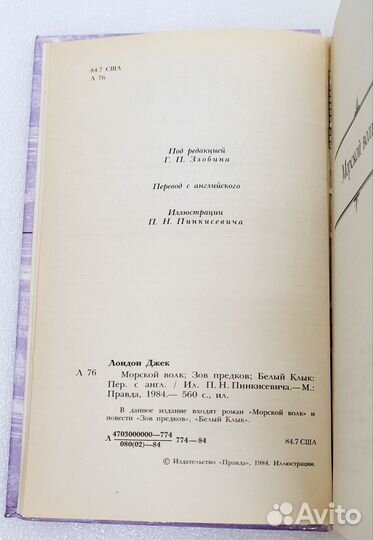 84.7 США
Л 76
Под редакцией
Г. П. Злобина
Перевод с английского
Иллюстрации
П. Н. Пинкисевича
Лондон Джек
Л 76 Морской волк; Зов предков; Белый Клык:
Пер. с англ. / Ил. П. Н. Пинкисевича.— М.:
Правда, 1984.— 560 с., ил.
В данное издание входят роман «Морской волк» и
повести «Зов предков», «Белый Клык».
Л 4703000000—774
080(02)—84 774—84 84.7 США
© Издательство «Правда», 1984. Иллюстрации.
Морской волк
Avito